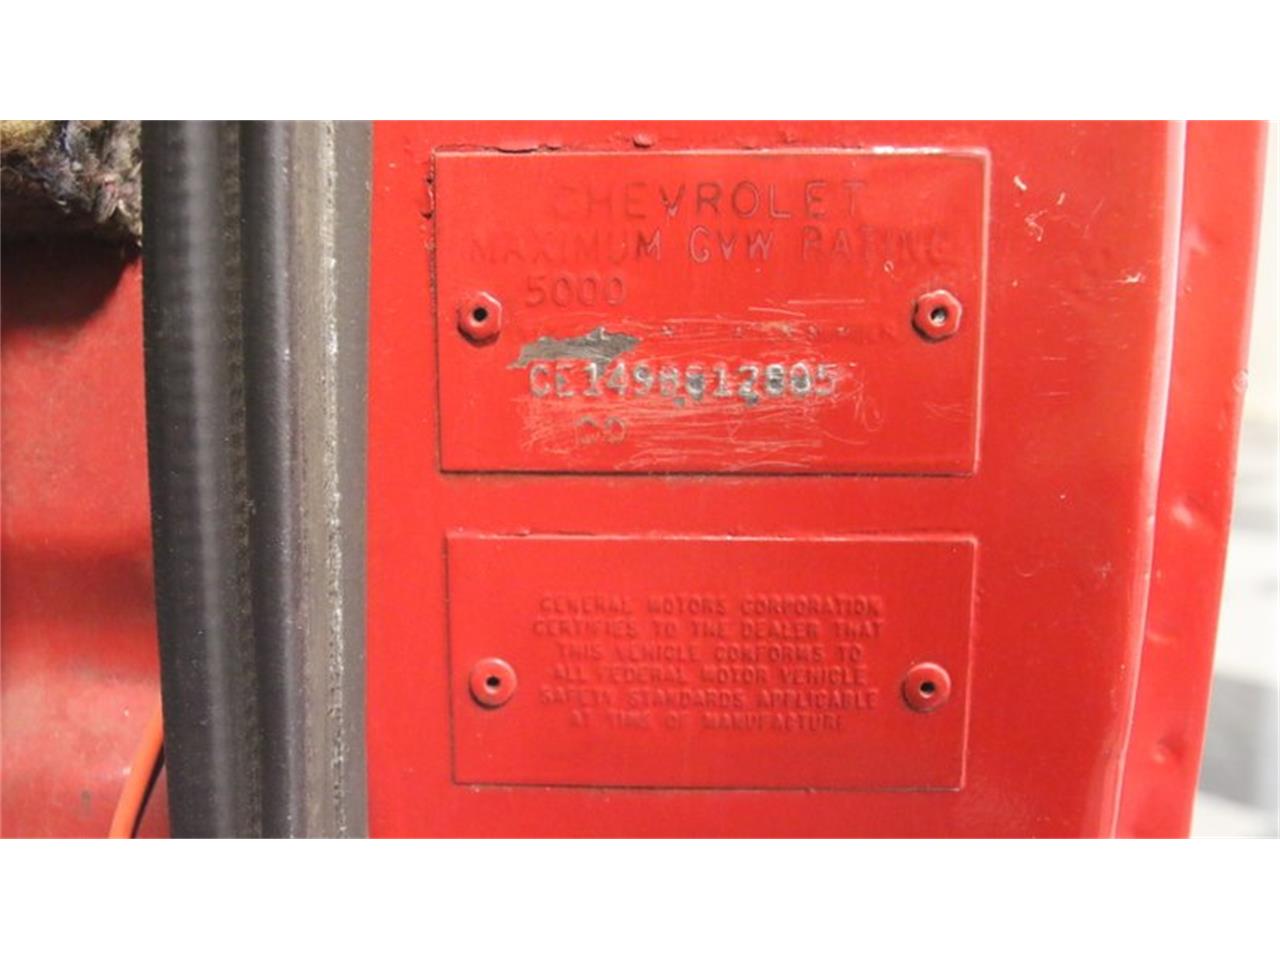 CHEVROLET
MAXIMUM GVW RATING
5000
CE149B812805
GENERAL MOTORS CORPORATION
CERTIFIES TO THE DEALER THAT
THIS VEHICLE CONFORMS TO
ALL FEDERAL MOTOR VEHICLE
SAFETY STANDARDS APPLICABLE
AT TIME OF MANUFACTURE